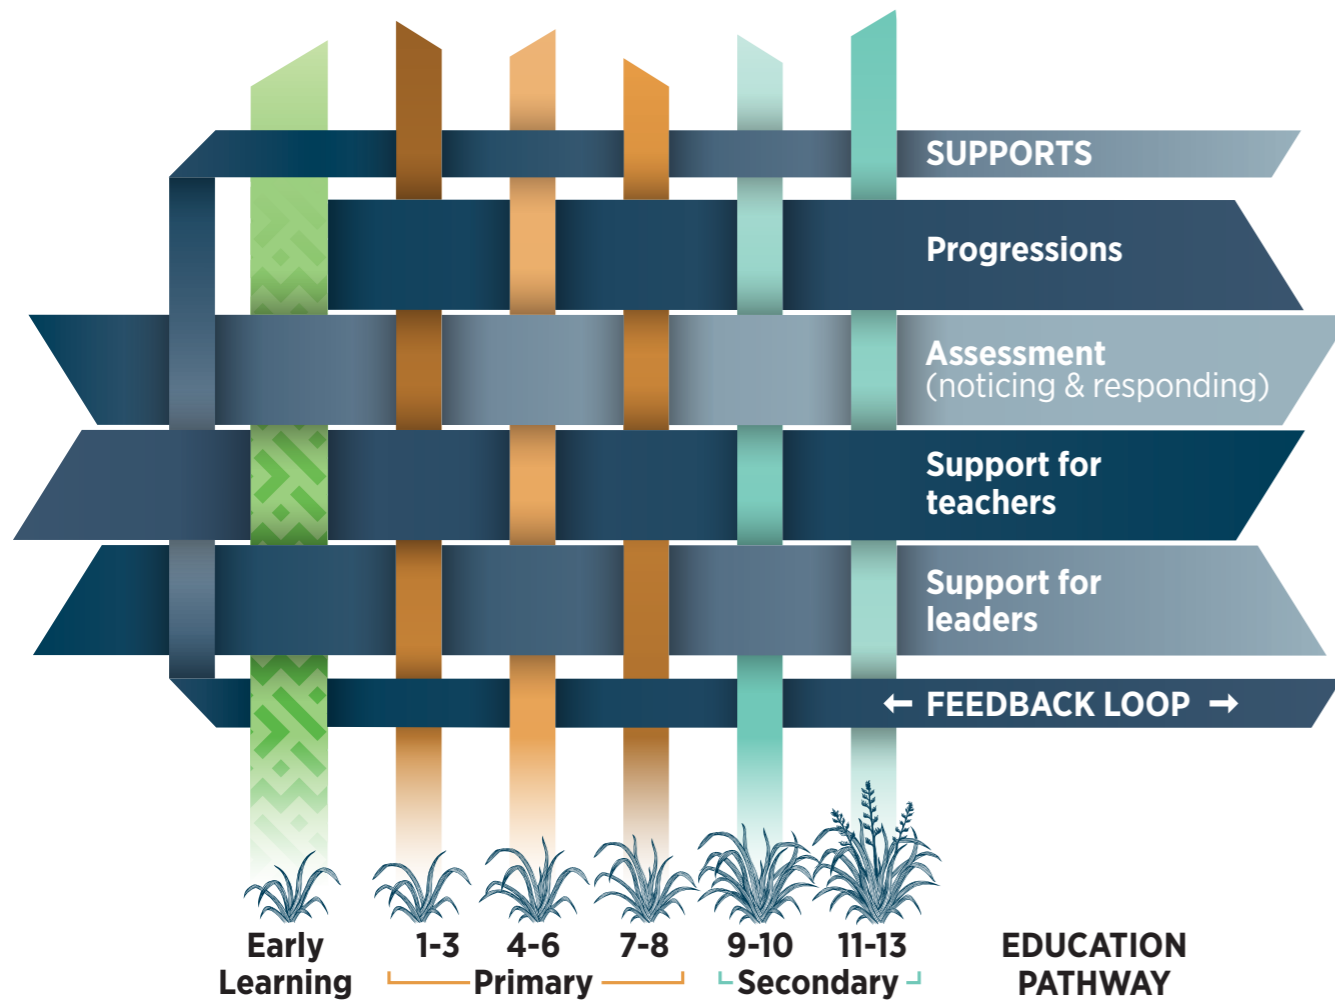 SUPPORTS
Progressions
Assessment
(noticing & responding)
Support for
teachers
Support for
leaders
← FEEDBACK LOOP →
Early
Learning
1-3
4-6
7-8
Primary
9-10
11-13
Secondary
EDUCATION
PATHWAY